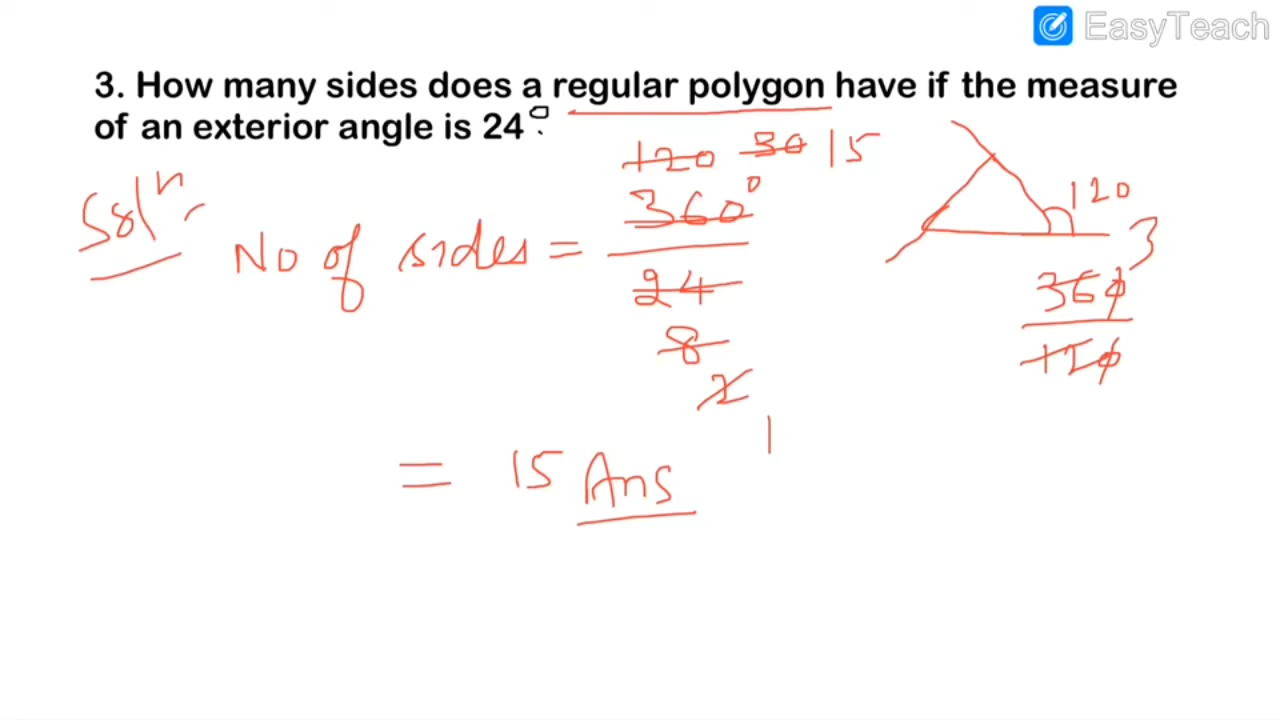 EasyTeach
3. How many sides does a regular polygon have if the measure
of an exterior angle is 24°.
Solⁿ -
120 30 15
No of sides = 360°
24
8
2
1
= 15 Ans
120
3
360
120